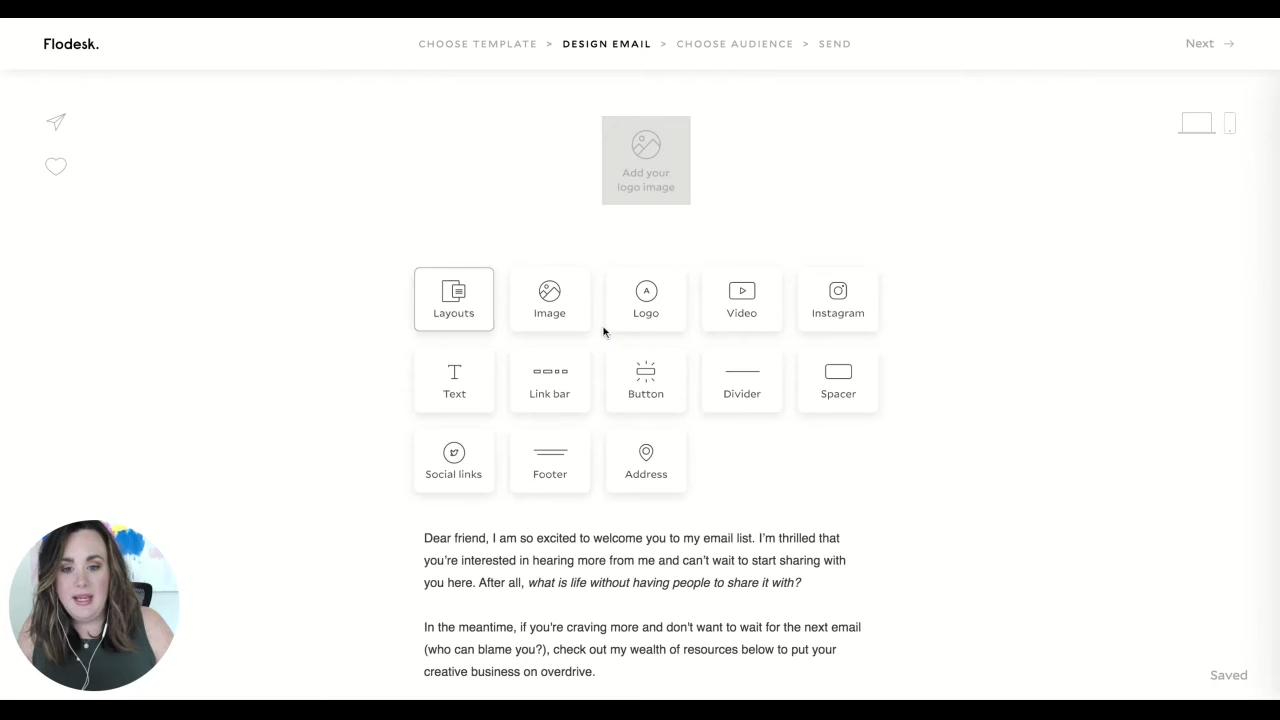 Flodesk.
CHOOSE TEMPLATE > DESIGN EMAIL > CHOOSE AUDIENCE > SEND
Next →
Add your
logo image
Layouts
Image
A
Logo
Video
Instagram
Text
Link bar
Button
Divider
Spacer
Social links
Footer
Address
Dear friend, I am so excited to welcome you to my email list. I’m thrilled that
you’re interested in hearing more from me and can’t wait to start sharing with
you here. After all, what is life without having people to share it with?
In the meantime, if you're craving more and don't want to wait for the next email
(who can blame you?), check out my wealth of resources below to put your
creative business on overdrive.
Saved